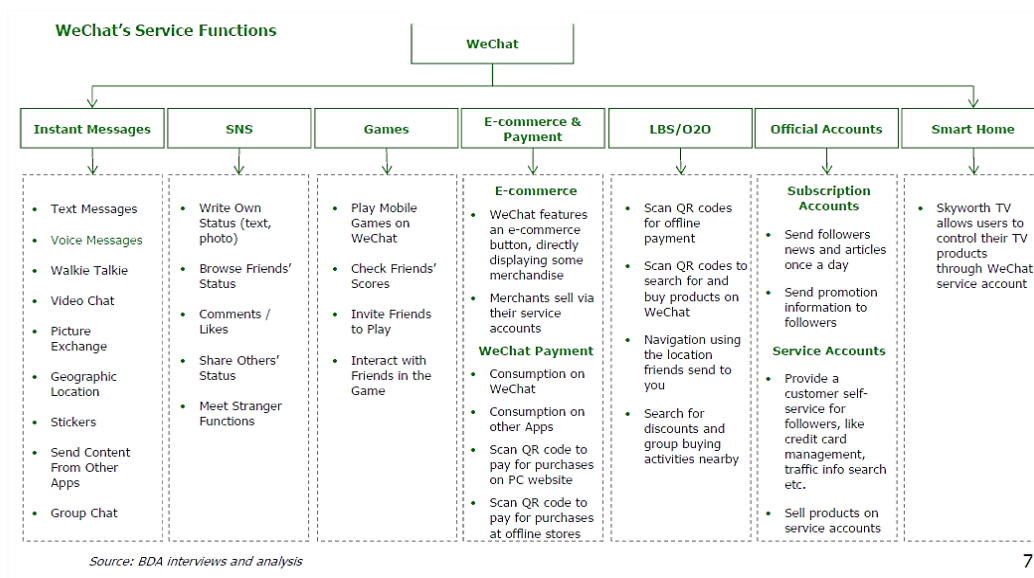 WeChat's Service Functions
WeChat
Instant Messages
SNS
Games
E-commerce &
Payment
LBS/O2O
Official Accounts
Smart Home
• Text Messages
• Voice Messages
• Walkie Talkie
• Video Chat
• Picture
Exchange
• Geographic
Location
• Stickers
• Send Content
From Other
Apps
• Group Chat
• Write Own
Status (text,
photo)
• Browse Friends'
Status
• Comments /
Likes
• Share Others'
Status
• Meet Stranger
Functions
• Play Mobile
Games on
WeChat
• Check Friends'
Scores
• Invite Friends
to Play
• Interact with
Friends in the
Game
E-commerce
• WeChat features
an e-commerce
button, directly
displaying some
merchandise
• Merchants sell via
their service
accounts
WeChat Payment
• Consumption on
WeChat
• Consumption on
other Apps
• Scan QR code to
pay for purchases
on PC website
• Scan QR code to
pay for purchases
at offline stores
• Scan QR codes
for offline
payment
• Scan QR codes to
search for and
buy products on
WeChat
• Navigation using
the location
friends send to
you
• Search for
discounts and
group buying
activities nearby
Subscription
Accounts
• Send followers
news and articles
once a day
• Send promotion
information to
followers
Service Accounts
• Provide a
customer self-
service for
followers, like
credit card
management,
traffic info search
etc.
• Sell products on
service accounts
• Skyworth TV
allows users to
control their TV
products
through WeChat
service account
Source: BDA interviews and analysis
7